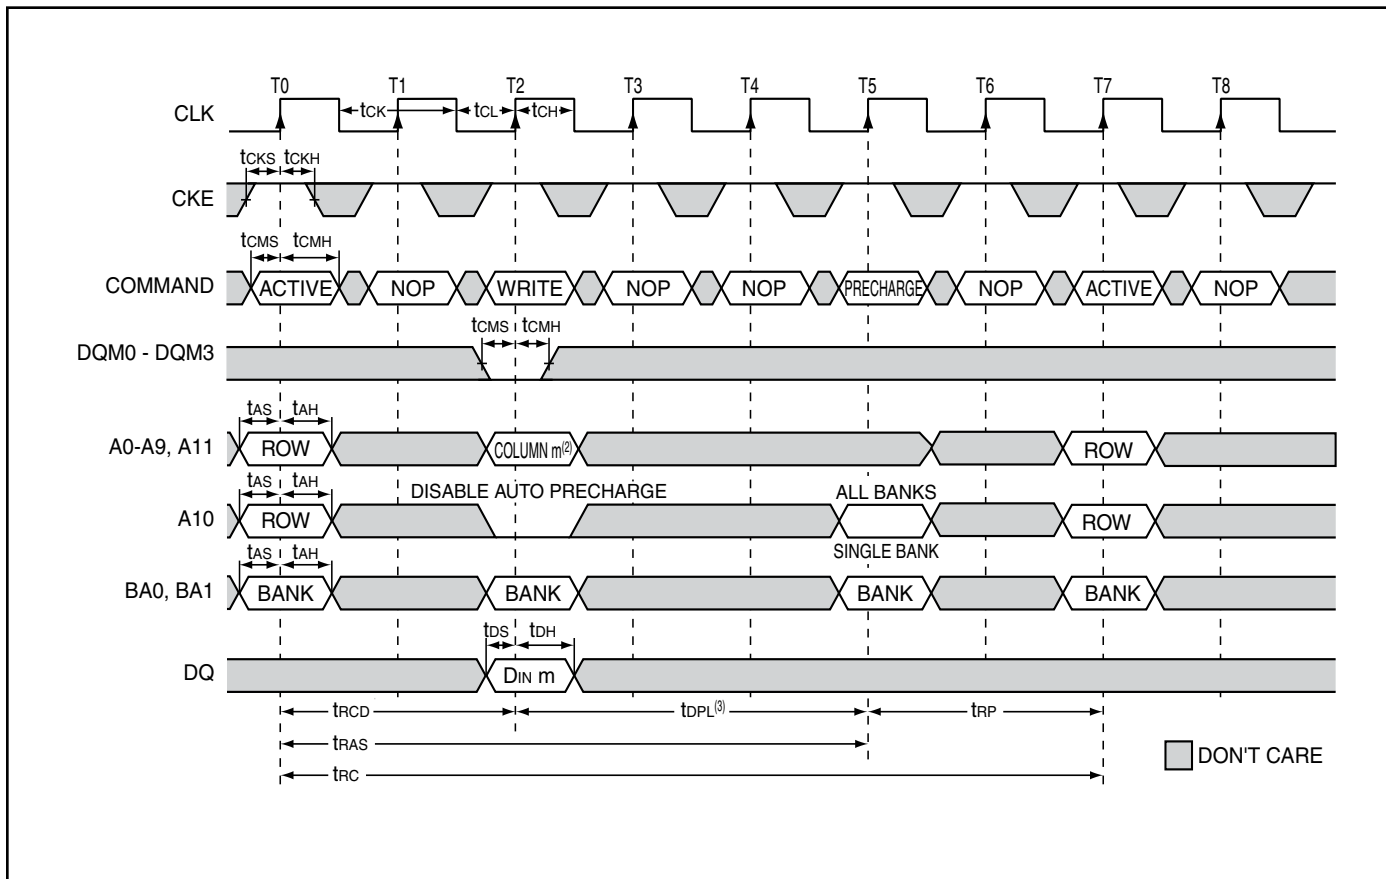 T0 T1 T2 T3 T4 T5 T6 T7 T8
CLK tCK tCL tCH
tCKS tCKH
CKE
tCMS tCMH
COMMAND ACTIVE NOP WRITE NOP NOP PRECHARGE NOP ACTIVE NOP
tCMS tCMH
DQM0 - DQM3
tAS tAH
A0-A9, A11 ROW COLUMN m(2) ROW
tAS tAH DISABLE AUTO PRECHARGE ALL BANKS
A10 ROW ROW
tAS tAH SINGLE BANK
BA0, BA1 BANK BANK BANK BANK
tDS tDH
DQ DIN m
tRCD tDPL(3) tRP
tRAS
DON'T CARE
tRC